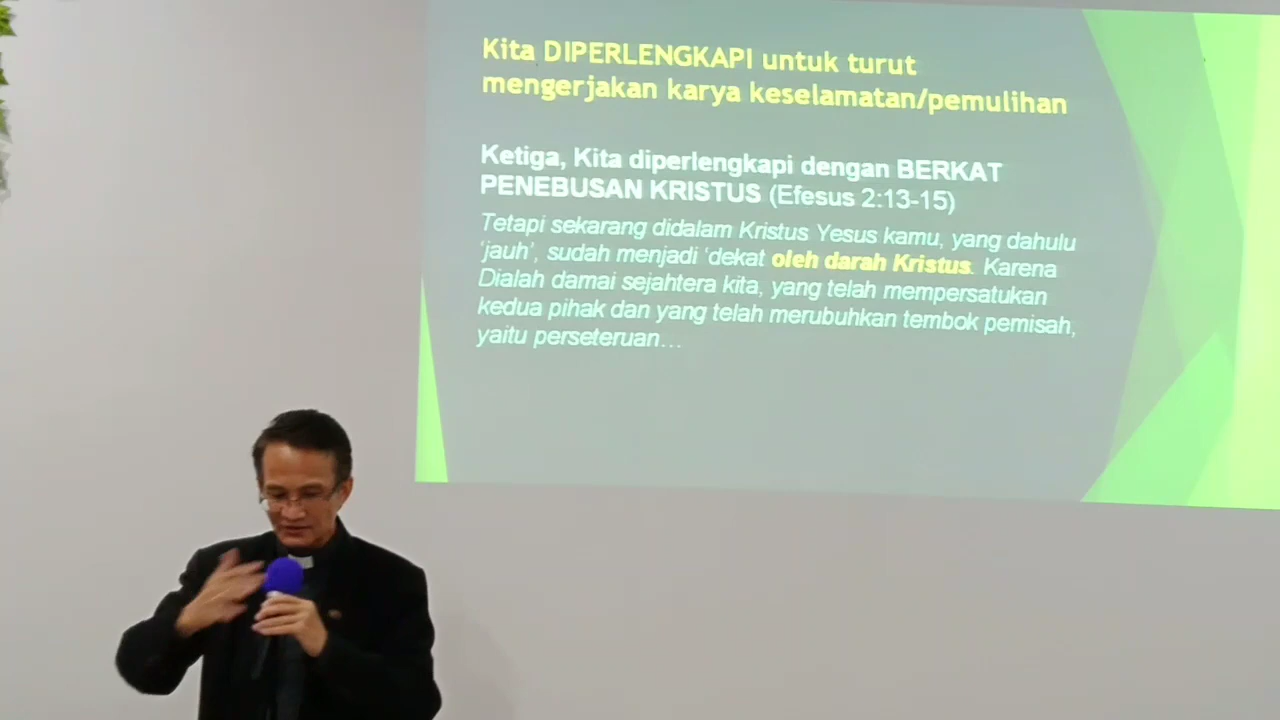 Kita DIPERLENGKAPI untuk turut
mengerjakan karya keselamatan/pemulihan
Ketiga, Kita diperlengkapi dengan BERKAT
PENEBUSAN KRISTUS (Efesus 2:13-15)
Tetapi sekarang didalam Kristus Yesus kamu, yang dahulu
‘jauh’, sudah menjadi ‘dekat oleh darah Kristus. Karena
Dialah damai sejahtera kita, yang telah mempersatukan
kedua pihak dan yang telah merubuhkan tembok pemisah,
yaitu perseteruan…